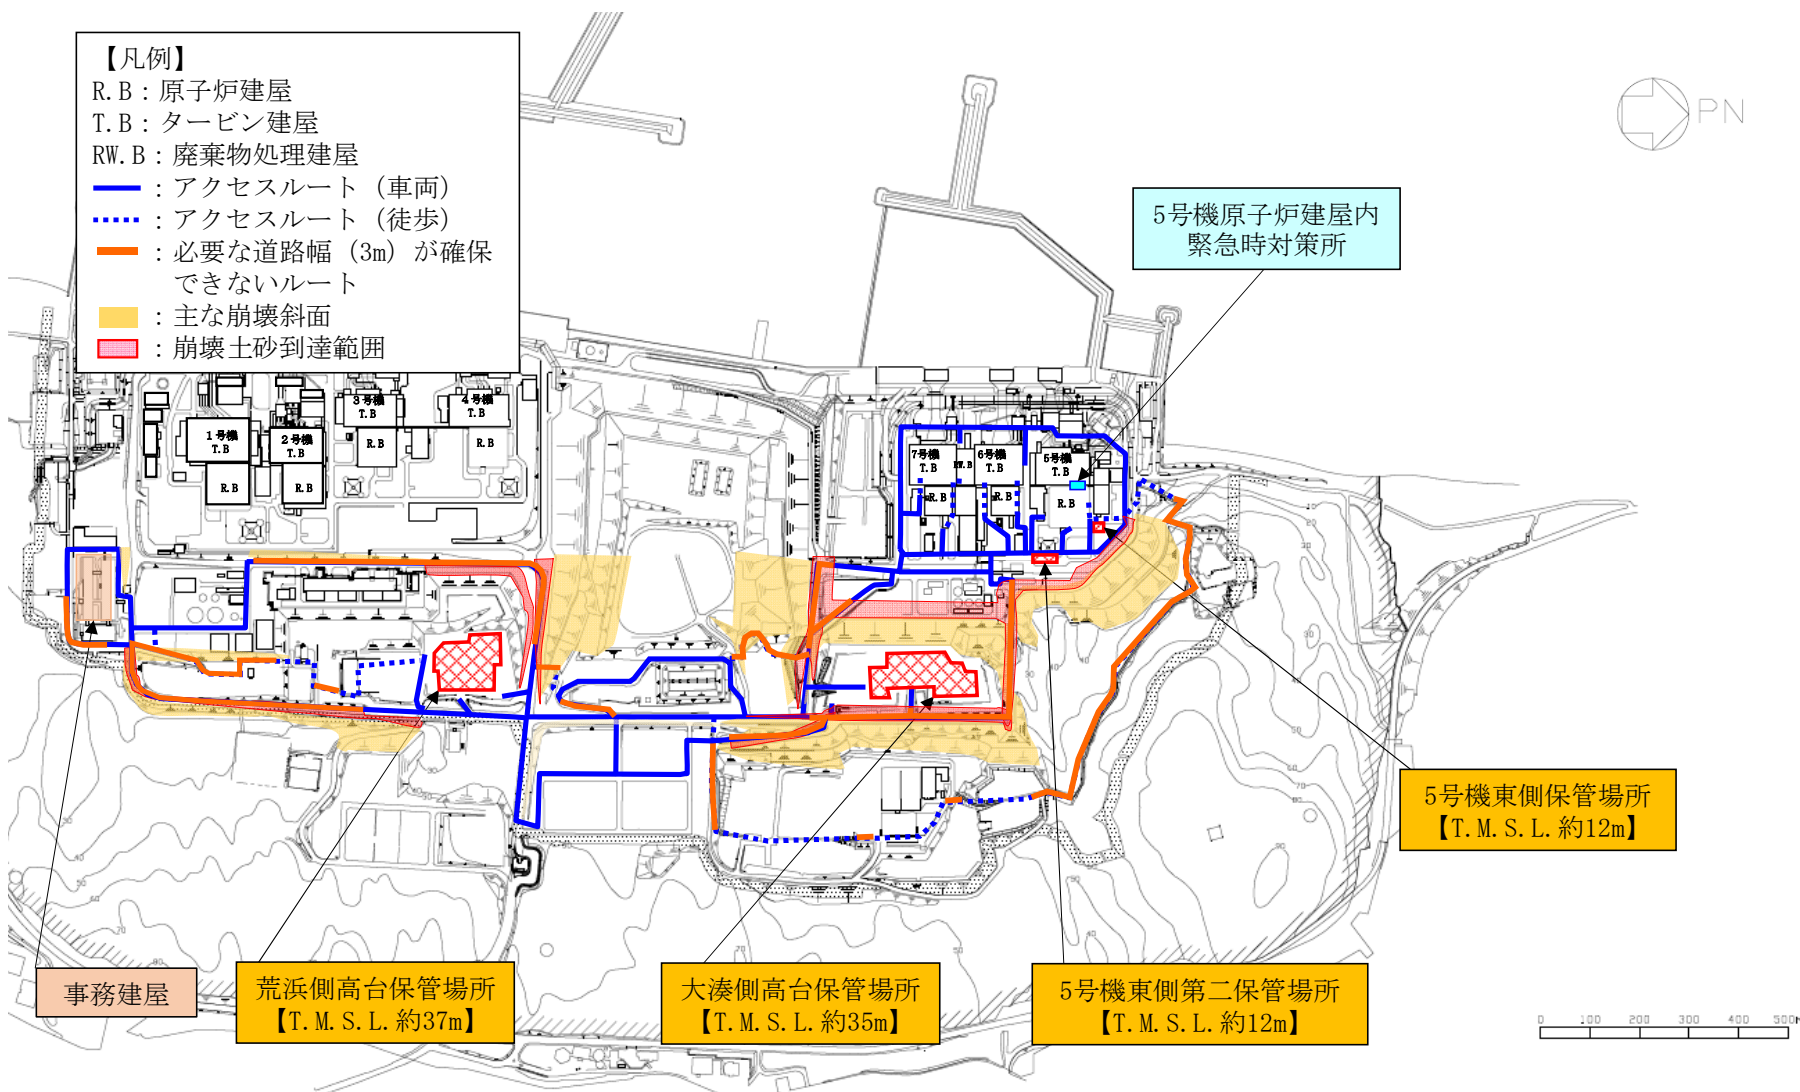 【凡例】
R.B：原子炉建屋
T.B：タービン建屋
RW.B：廃棄物処理建屋
：アクセスルート（車両）
：アクセスルート（徒歩）
：必要な道路幅（3m）が確保
できないルート
：主な崩壊斜面
：崩壊土砂到達範囲
PN
5号機原子炉建屋内
緊急時対策所
1号機
T.B
R.B
2号機
T.B
R.B
3号機
T.B
R.B
4号機
T.B
R.B
7号機
T.B
R.B
RW.B
6号機
T.B
R.B
5号機
T.B
R.B
5号機東側保管場所
【T.M.S.L.約12m】
事務建屋
荒浜側高台保管場所
【T.M.S.L.約37m】
大湊側高台保管場所
【T.M.S.L.約35m】
5号機東側第二保管場所
【T.M.S.L.約12m】
0 100 200 300 400 500m